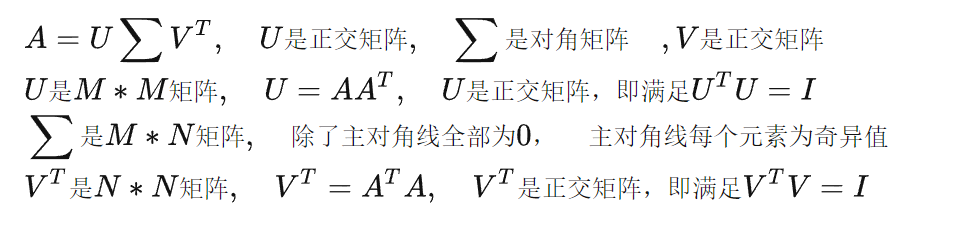 A = U∑V^T, U是正交矩阵, ∑是对角矩阵 ,V是正交矩阵
U是M * M矩阵, U = AA^T, U是正交矩阵，即满足U^T U = I
∑是M * N矩阵, 除了主对角线全部为0, 主对角线每个元素为奇异值
V^T是N * N矩阵, V^T = A^T A, V^T是正交矩阵，即满足V^T V = I